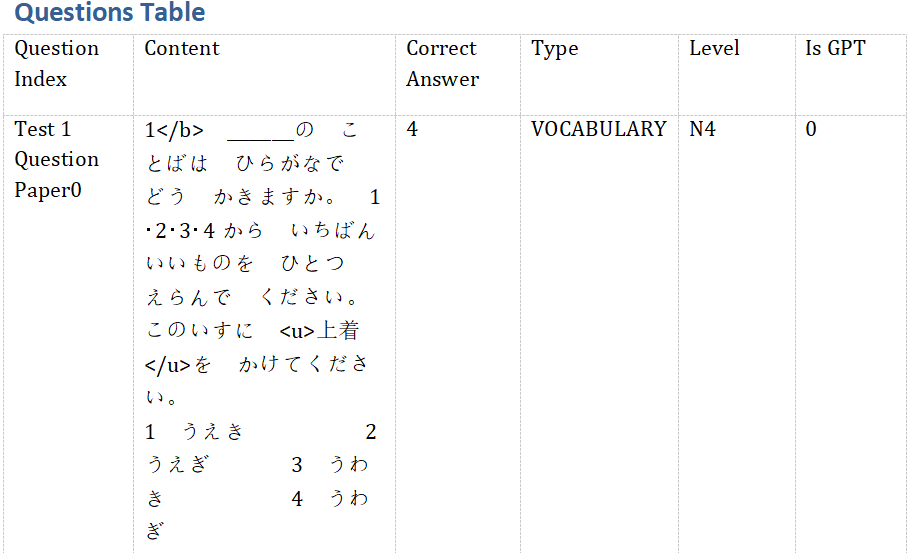 Questions Table
Question Index	Content	Correct Answer	Type	Level	Is GPT
Test 1 Question Paper0
1</b>　______の　こ
とばは　ひらがなで
どう　かきますか。　1
・2・3・4 から　いちばん
いいものを　ひとつ
えらんで　ください。
このいすに　<u>上着
</u>を　かけてくださ
い。
1　うえき　　　2
うえぎ　　　3　うわ
き　　　4　うわ
ぎ
4	VOCABULARY	N4	0